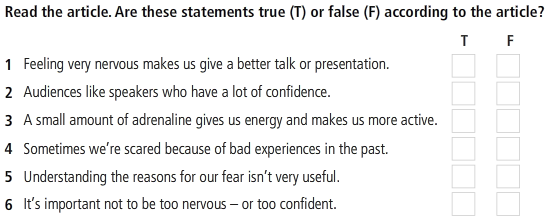 Read the article. Are these statements true (T) or false (F) according to the article?
T F
1 Feeling very nervous makes us give a better talk or presentation.
2 Audiences like speakers who have a lot of confidence.
3 A small amount of adrenaline gives us energy and makes us more active.
4 Sometimes we're scared because of bad experiences in the past.
5 Understanding the reasons for our fear isn't very useful.
6 It's important not to be too nervous – or too confident.